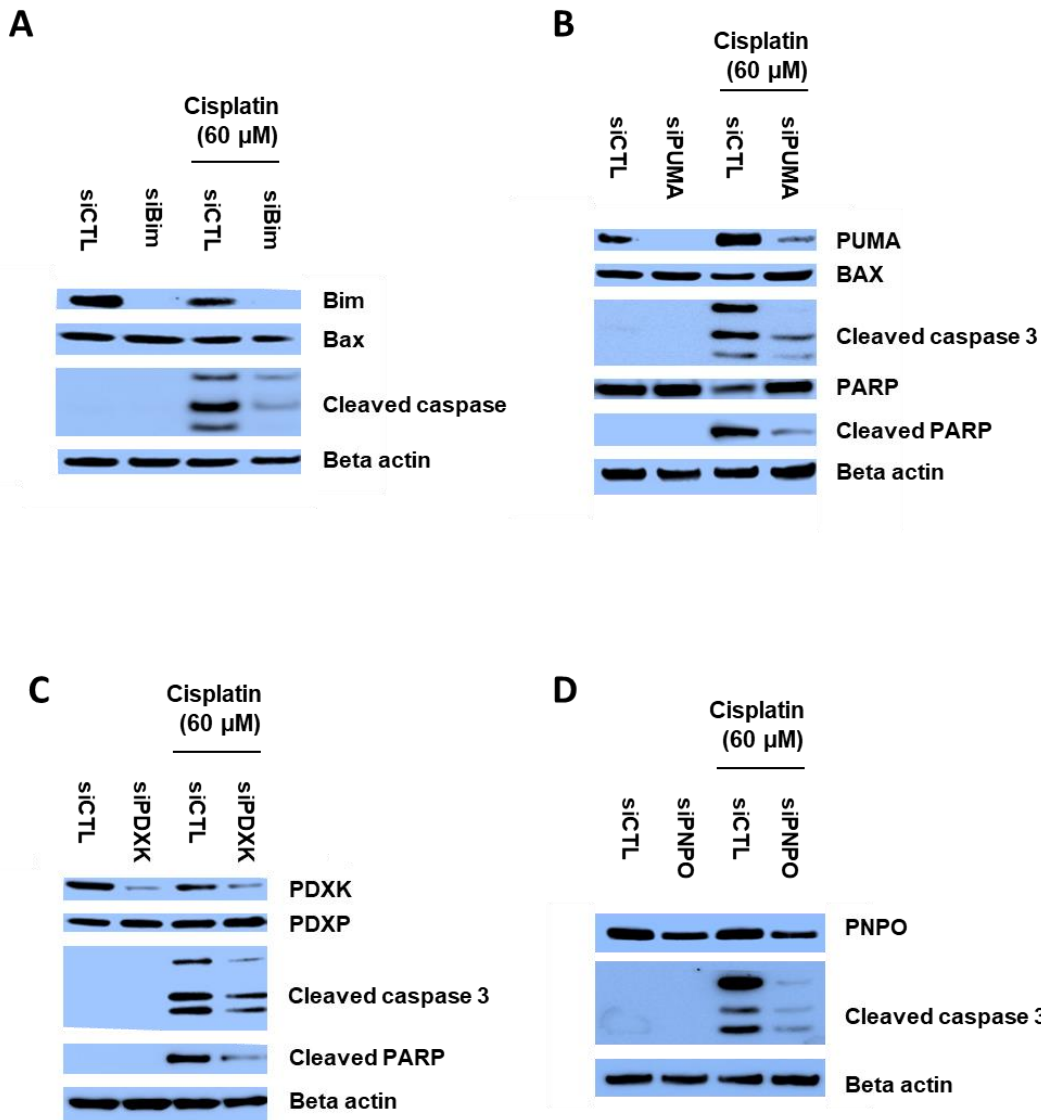 A
Cisplatin
(60 µM)
siCTL
siBim
siCTL
siBim
Bim
Bax
Cleaved caspase
Beta actin
B
Cisplatin
(60 µM)
siCTL
siPUMA
siCTL
siPUMA
PUMA
BAX
Cleaved caspase 3
PARP
Cleaved PARP
Beta actin
C
Cisplatin
(60 µM)
siCTL
siPDXK
siCTL
siPDXK
PDXK
PDXP
Cleaved caspase 3
Cleaved PARP
Beta actin
D
Cisplatin
(60 µM)
siCTL
siPNPO
siCTL
siPNPO
PNPO
Cleaved caspase 3
Beta actin